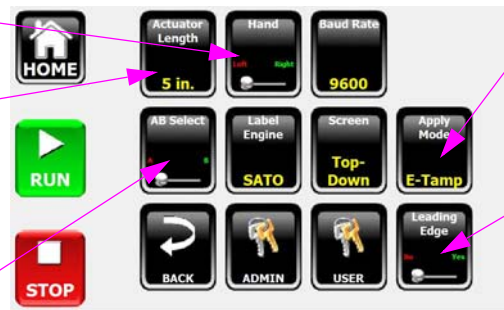 HOME
Actuator
Length
5 in.
Hand
Left Right
Baud Rate
9600
RUN
AB Select
A B
Label
Engine
SATO
Screen
Top-
Down
Apply
Mode
E-Tamp
STOP
BACK
ADMIN
USER
Leading
Edge
No Yes